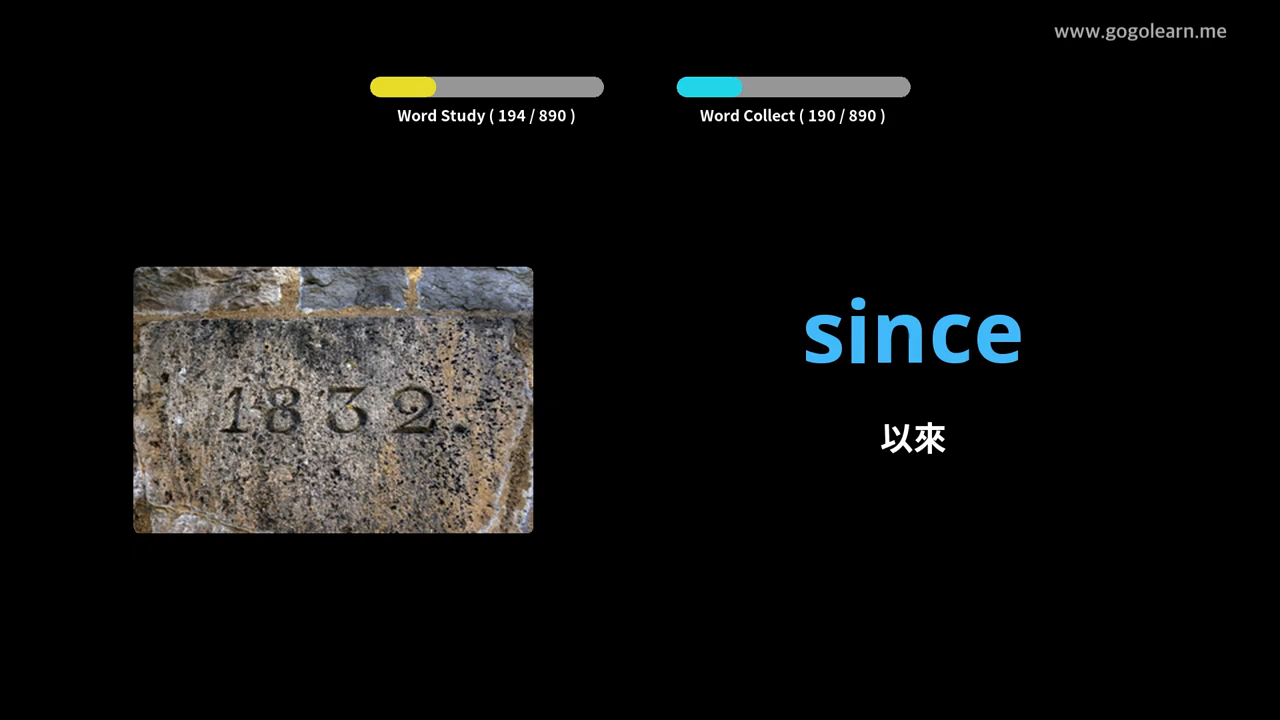 www.gogolearn.me
Word Study ( 194 / 890 )
Word Collect ( 190 / 890 )
1832.
since
以來